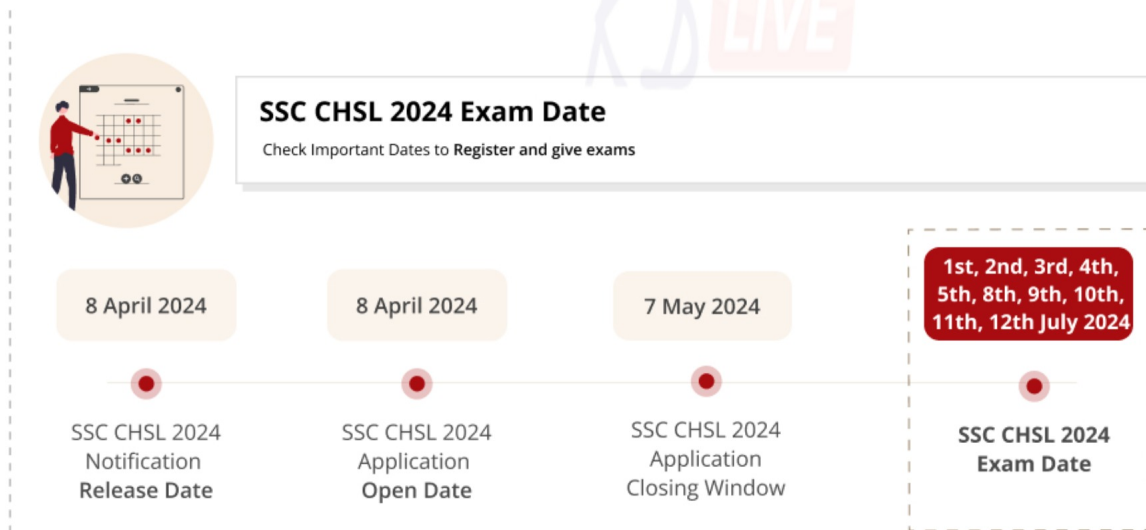 LIVE
SSC CHSL 2024 Exam Date
Check Important Dates to Register and give exams
8 April 2024
8 April 2024
7 May 2024
1st, 2nd, 3rd, 4th,
5th, 8th, 9th, 10th,
11th, 12th July 2024
SSC CHSL 2024
Notification
Release Date
SSC CHSL 2024
Application
Open Date
SSC CHSL 2024
Application
Closing Window
SSC CHSL 2024
Exam Date